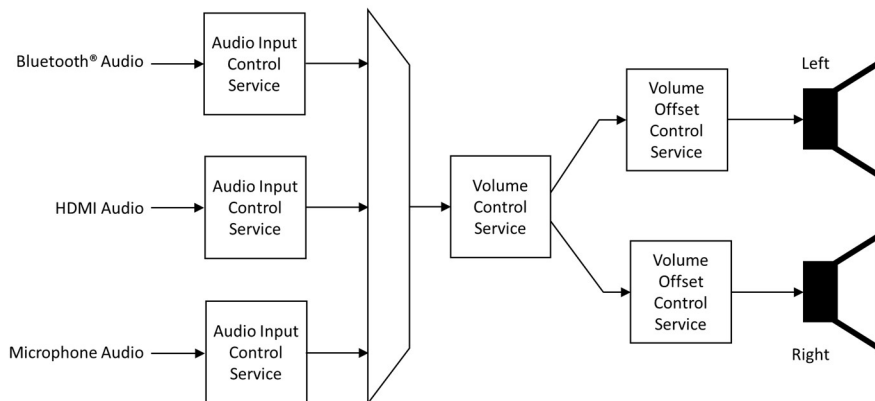 Bluetooth® Audio
Audio Input
Control
Service
HDMI Audio
Audio Input
Control
Service
Microphone Audio
Audio Input
Control
Service
Volume
Control
Service
Volume
Offset
Control
Service
Left
Volume
Offset
Control
Service
Right